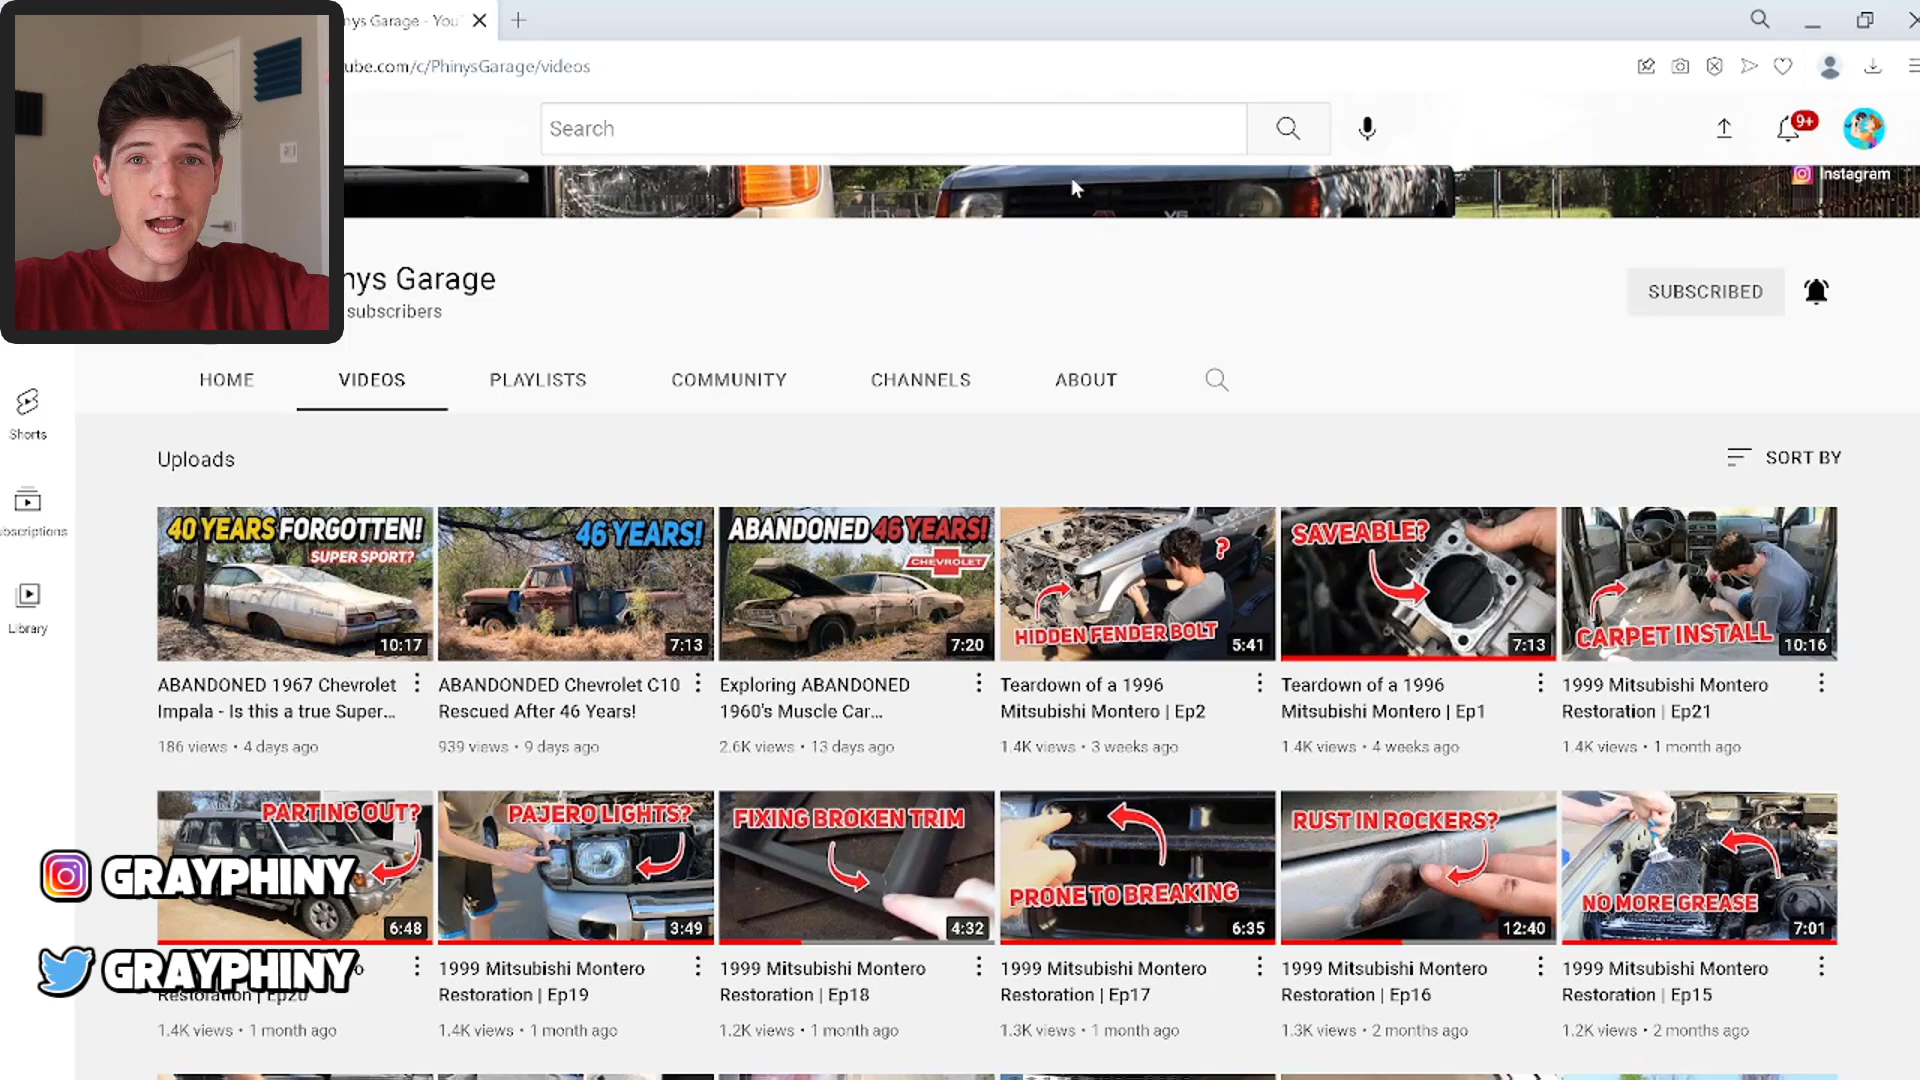 nys Garage - You
ube.com/c/PhinysGarage/videos
Search
9+
Instagram
V6
nys Garage
subscribers
SUBSCRIBED
HOME
VIDEOS
PLAYLISTS
COMMUNITY
CHANNELS
ABOUT
Shorts
ubscriptions
Library
Uploads
SORT BY
40 YEARS FORGOTTEN!
SUPER SPORT?
10:17
46 YEARS!
7:13
ABANDONED 46 YEARS!
CHEVROLET
7:20
?
HIDDEN FENDER BOLT
5:41
SAVEABLE?
7:13
CARPET INSTALL
10:16
ABANDONED 1967 Chevrolet
Impala - Is this a true Super...
186 views • 4 days ago
ABANDONDED Chevrolet C10
Rescued After 46 Years!
939 views • 9 days ago
Exploring ABANDONED
1960's Muscle Car...
2.6K views • 13 days ago
Teardown of a 1996
Mitsubishi Montero | Ep2
1.4K views • 3 weeks ago
Teardown of a 1996
Mitsubishi Montero | Ep1
1.4K views • 4 weeks ago
1999 Mitsubishi Montero
Restoration | Ep21
1.4K views • 1 month ago
PARTING OUT?
6:48
PAJERO LIGHTS?
3:49
FIXING BROKEN TRIM
4:32
PRONE TO BREAKING
6:35
RUST IN ROCKERS?
12:40
NO MORE GREASE
7:01
GRAYPHINY
GRAYPHINY
o
Restoration | Ep20
1.4K views • 1 month ago
1999 Mitsubishi Montero
Restoration | Ep19
1.4K views • 1 month ago
1999 Mitsubishi Montero
Restoration | Ep18
1.2K views • 1 month ago
1999 Mitsubishi Montero
Restoration | Ep17
1.3K views • 1 month ago
1999 Mitsubishi Montero
Restoration | Ep16
1.3K views • 2 months ago
1999 Mitsubishi Montero
Restoration | Ep15
1.2K views • 2 months ago